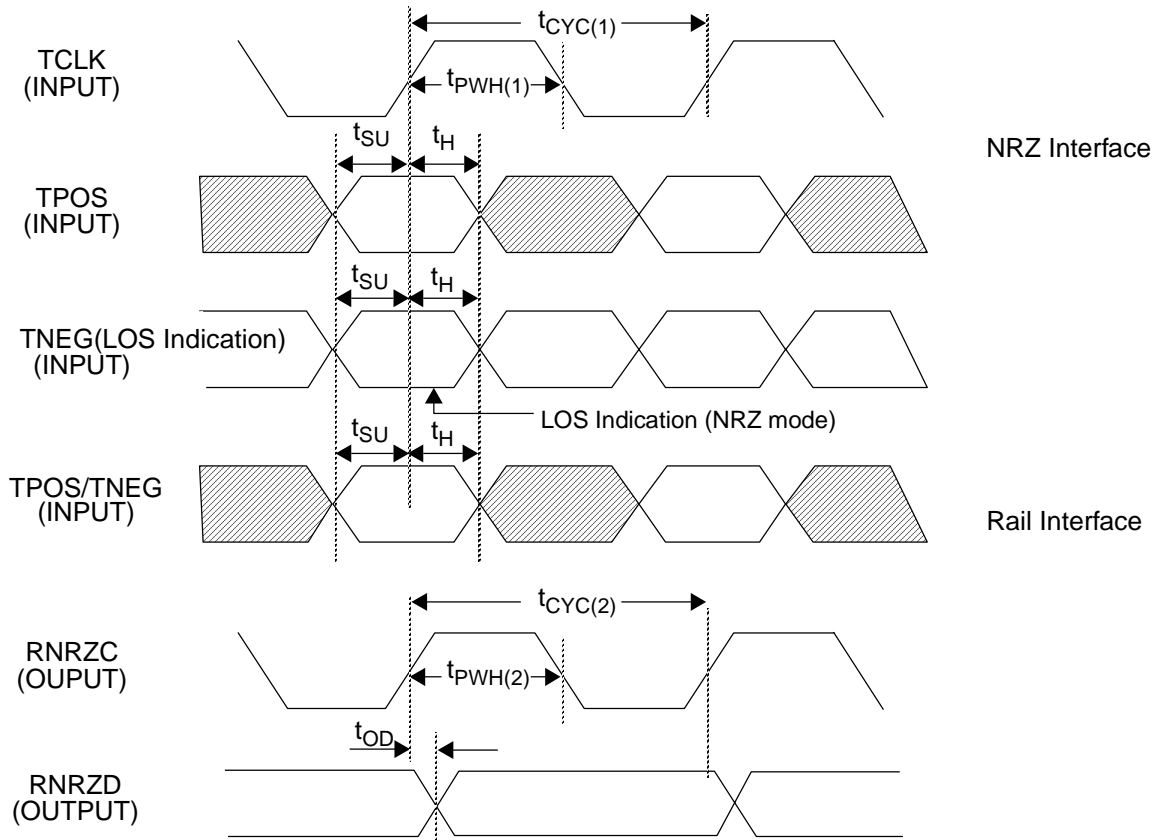 tCYC(1)
TCLK
(INPUT)
tPWH(1)
tSU
tH
NRZ Interface
TPOS
(INPUT)
tSU
tH
TNEG(LOS Indication)
(INPUT)
LOS Indication (NRZ mode)
tSU
tH
TPOS/TNEG
(INPUT)
Rail Interface
tCYC(2)
RNRZC
(OUPUT)
tPWH(2)
tOD
RNRZD
(OUTPUT)